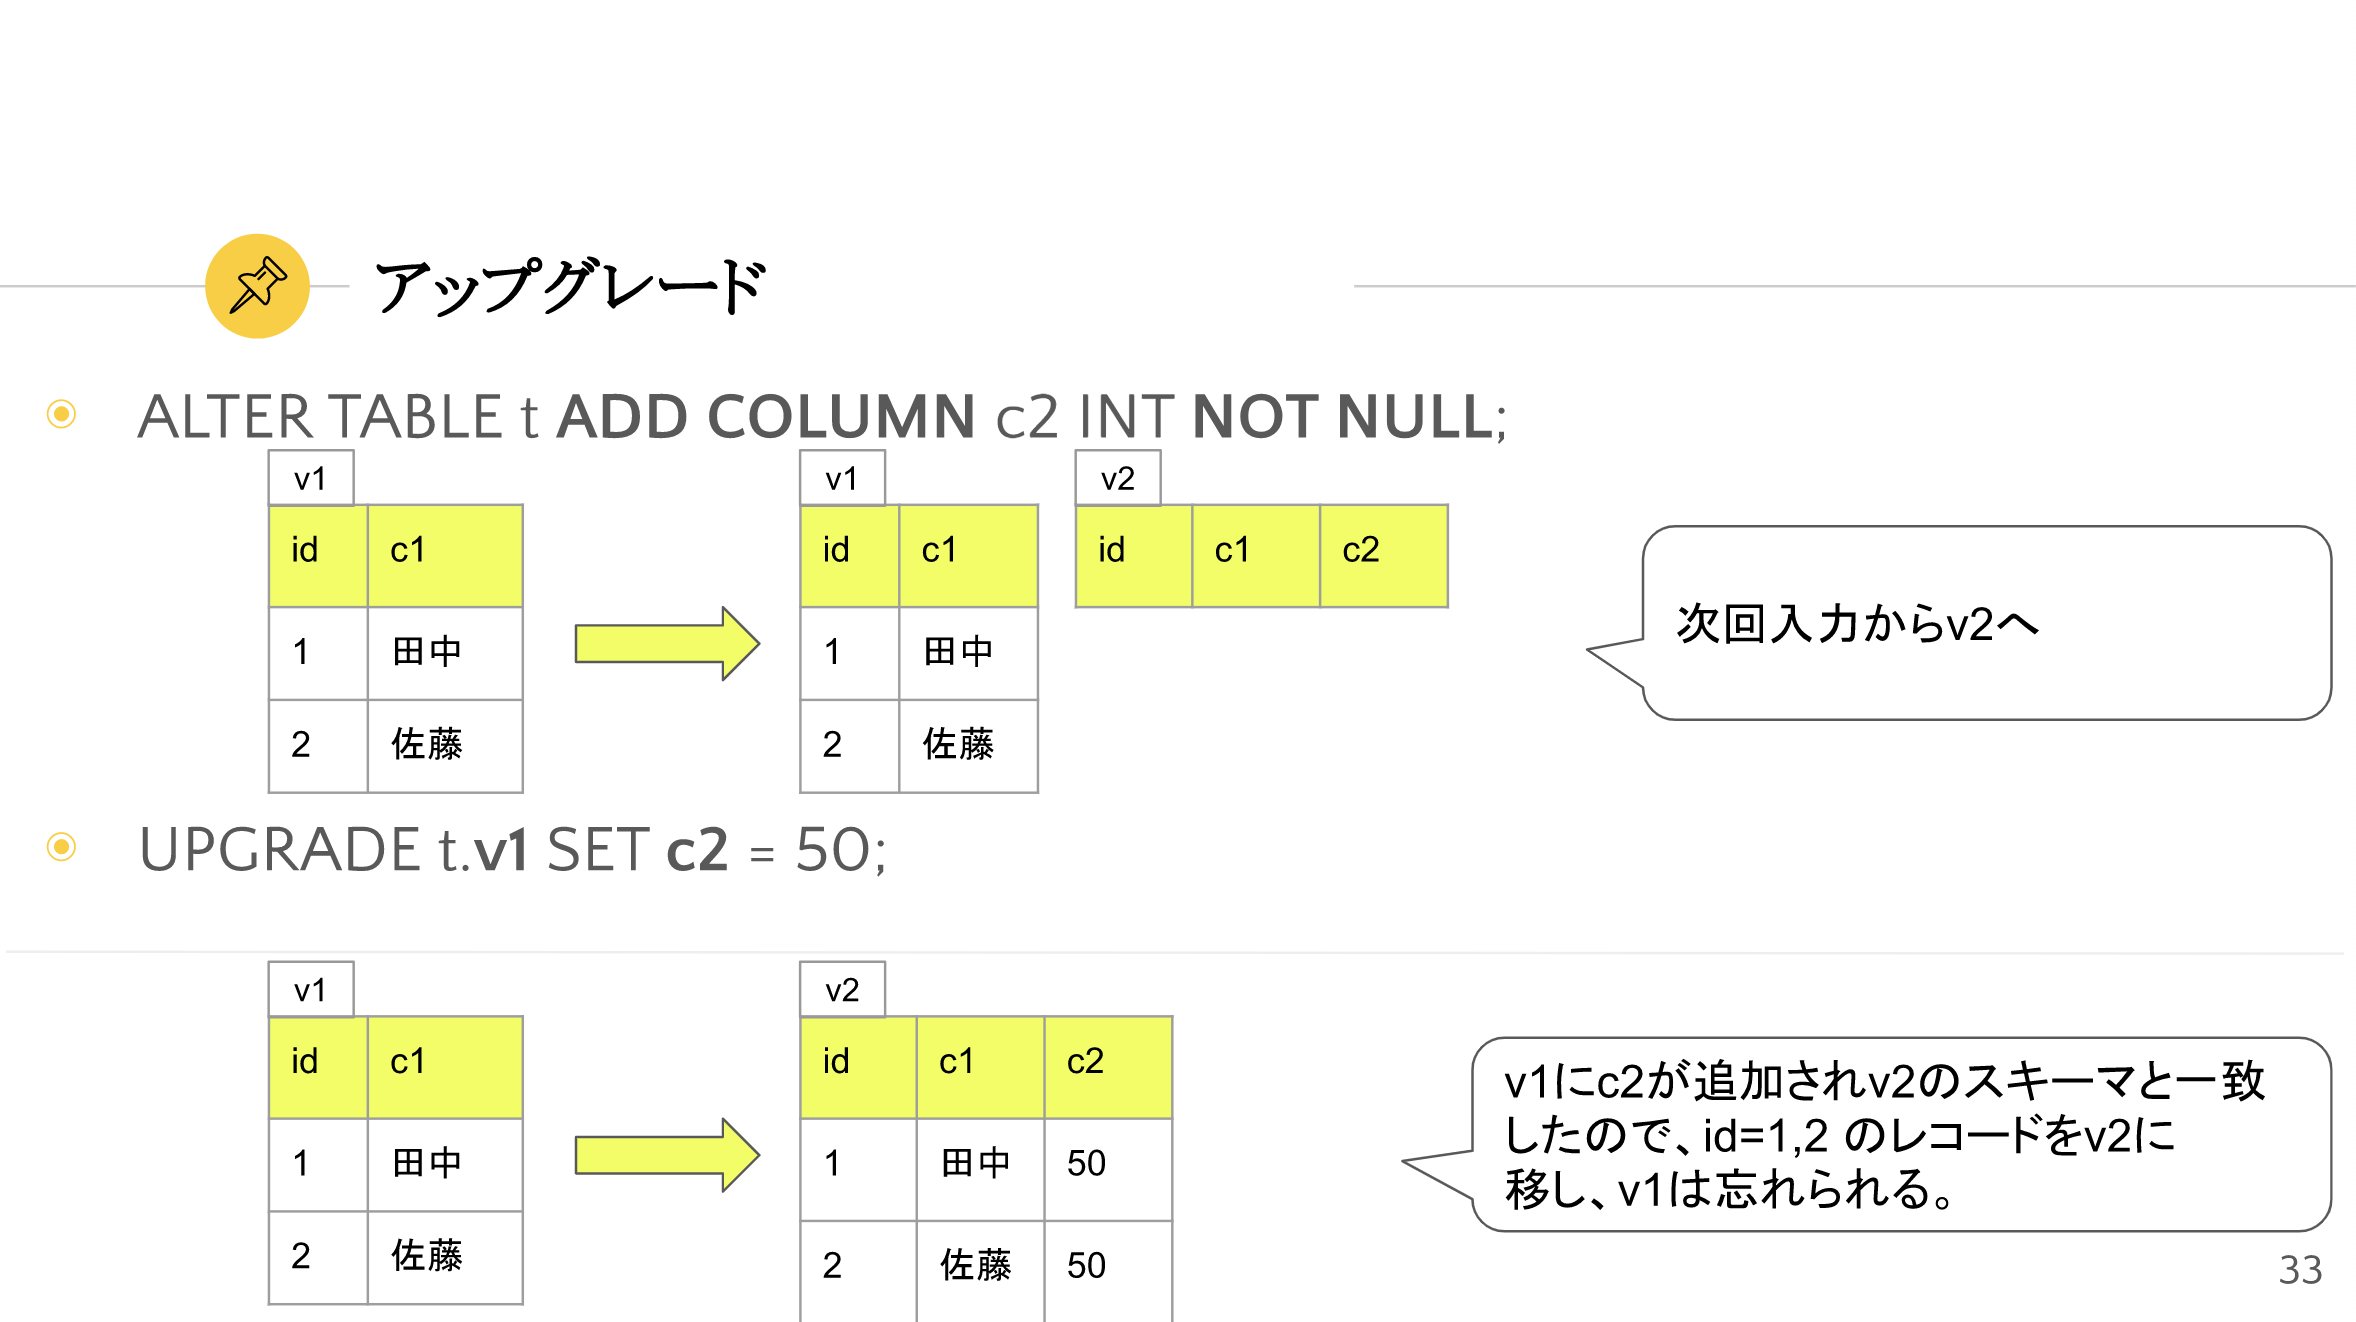 アップグレード
ALTER TABLE t ADD COLUMN c2 INT NOT NULL;
v1
id c1
1 田中
2 佐藤
v1
id c1
1 田中
2 佐藤
v2
id c1 c2
次回入力からv2へ
UPGRADE t.v1 SET c2 = 50;
v1
id c1
1 田中
2 佐藤
v2
id c1 c2
1 田中 50
2 佐藤 50
v1にc2が追加されv2のスキーマと一致
したので、id=1,2 のレコードをv2に
移し、v1は忘れられる。
33